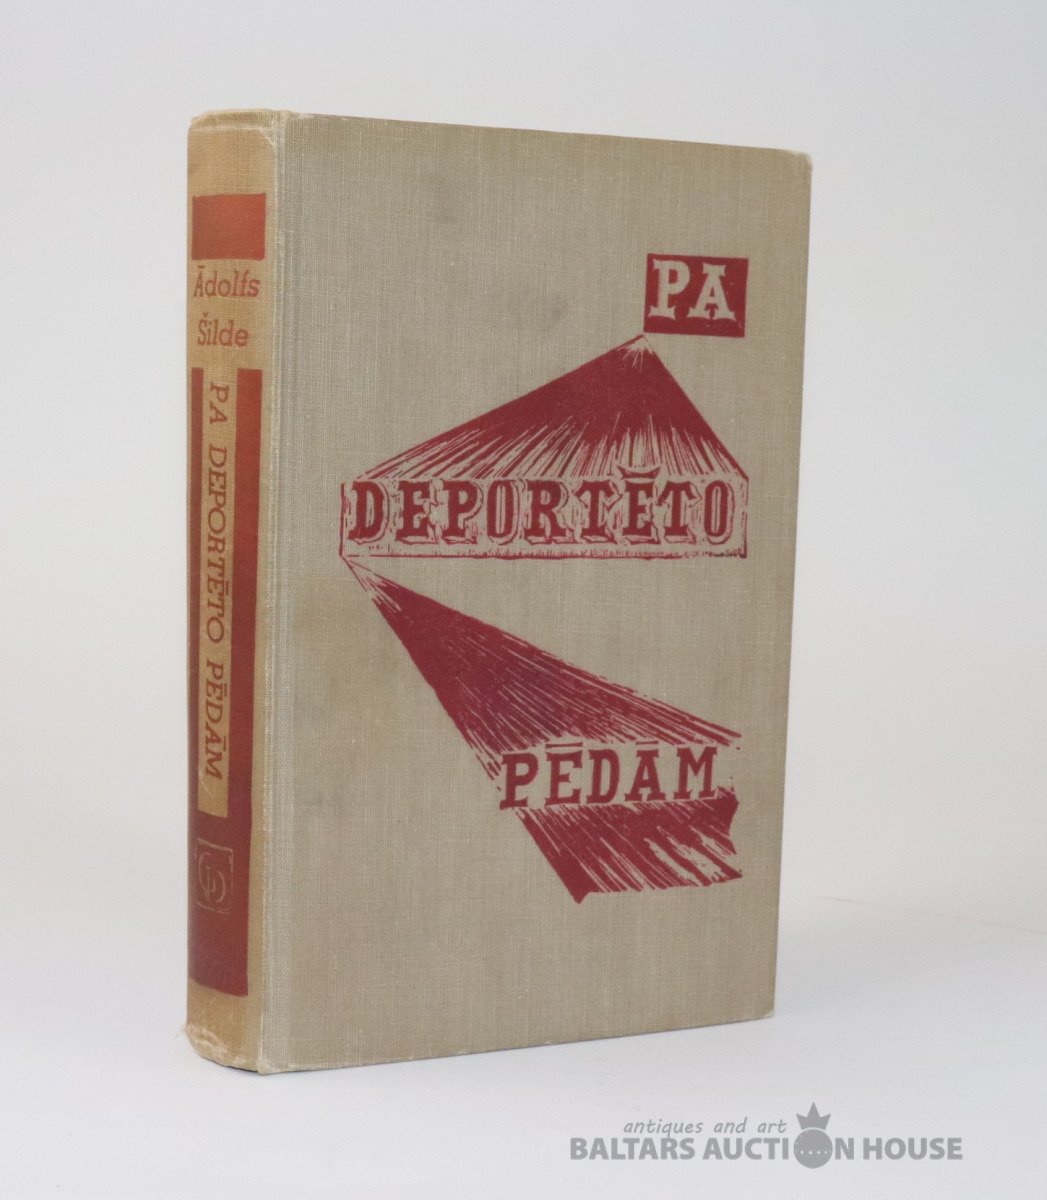 Ādolfs
Šilde
PA DEPORTĒTO PĒDĀM
PA
DEPORTĒTO
PĒDĀM
antiques and art
BALTARS AUCTION HOUSE